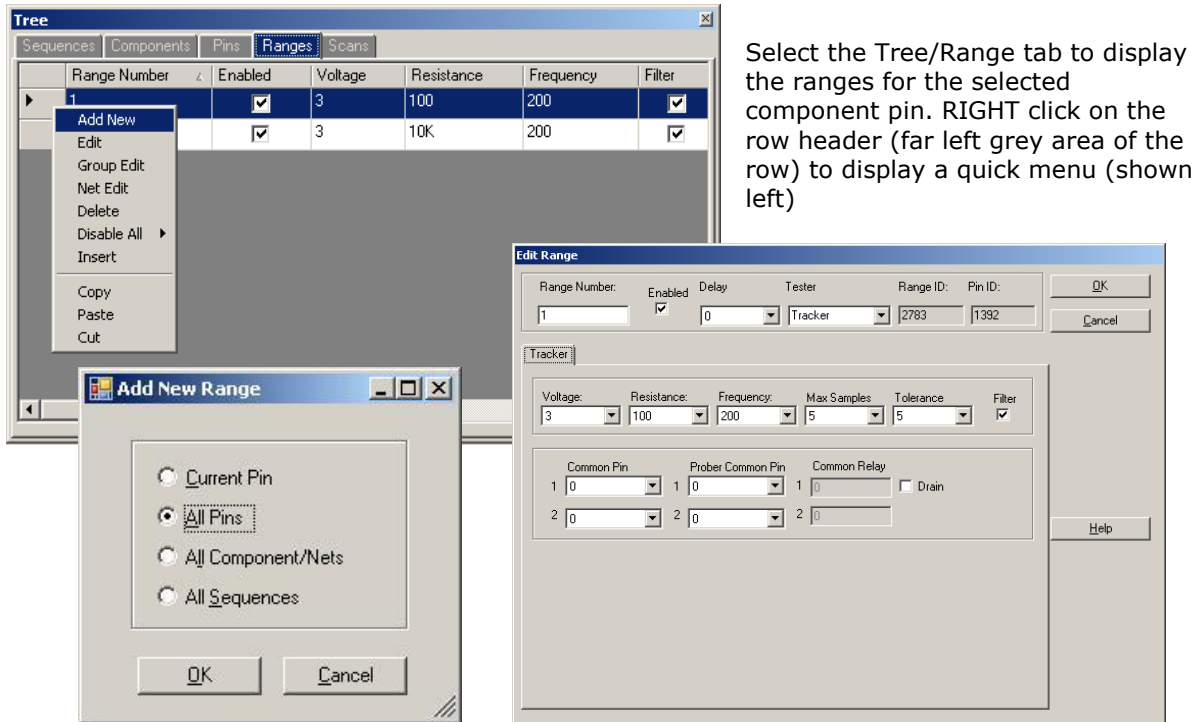 Tree
Sequences Components Pins Ranges Scans
Range Number Enabled Voltage Resistance Frequency Filter
1 3 100 200
3 10K 200
Add New
Edit
Group Edit
Net Edit
Delete
Disable All
Insert
Copy
Paste
Cut
Select the Tree/Range tab to display
the ranges for the selected
component pin. RIGHT click on the
row header (far left grey area of the
row) to display a quick menu (shown
left)
Add New Range
Current Pin
All Pins
All Component/Nets
All Sequences
OK Cancel
Edit Range
Range Number: Enabled Delay Tester Range ID: Pin ID:
1 0 Tracker 2783 1392
OK
Cancel
Tracker
Voltage: Resistance: Frequency: Max Samples Tolerance Filter
3 100 200 5 5
Common Pin Prober Common Pin Common Relay
1 0 1 0 1 0 Drain
2 0 2 0 2 0
Help